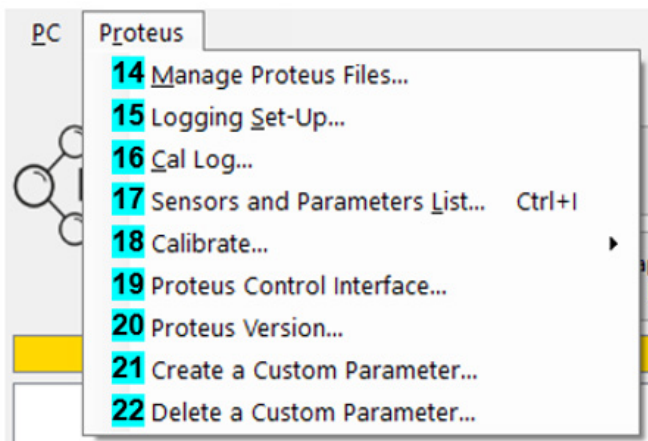 PC Proteus
14 Manage Proteus Files...
15 Logging Set-Up...
16 Cal Log...
17 Sensors and Parameters List... Ctrl+I
18 Calibrate...
19 Proteus Control Interface...
20 Proteus Version...
21 Create a Custom Parameter...
22 Delete a Custom Parameter...